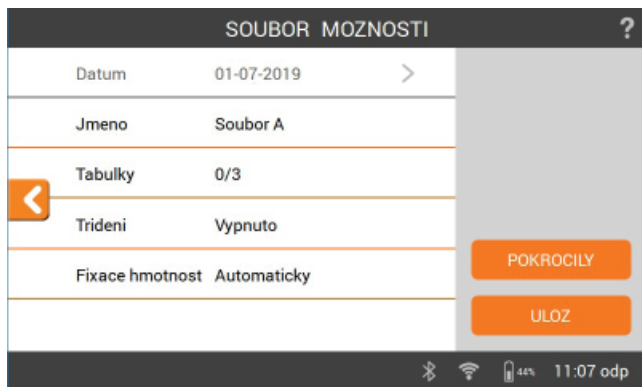 SOUBOR MOZNOSTI ?
Datum 01-07-2019
Jmeno Soubor A
Tabulky 0/3
Trideni Vypnuto
Fixace hmotnost Automaticky
POKROCILY
ULOZ
44% 11:07 odp